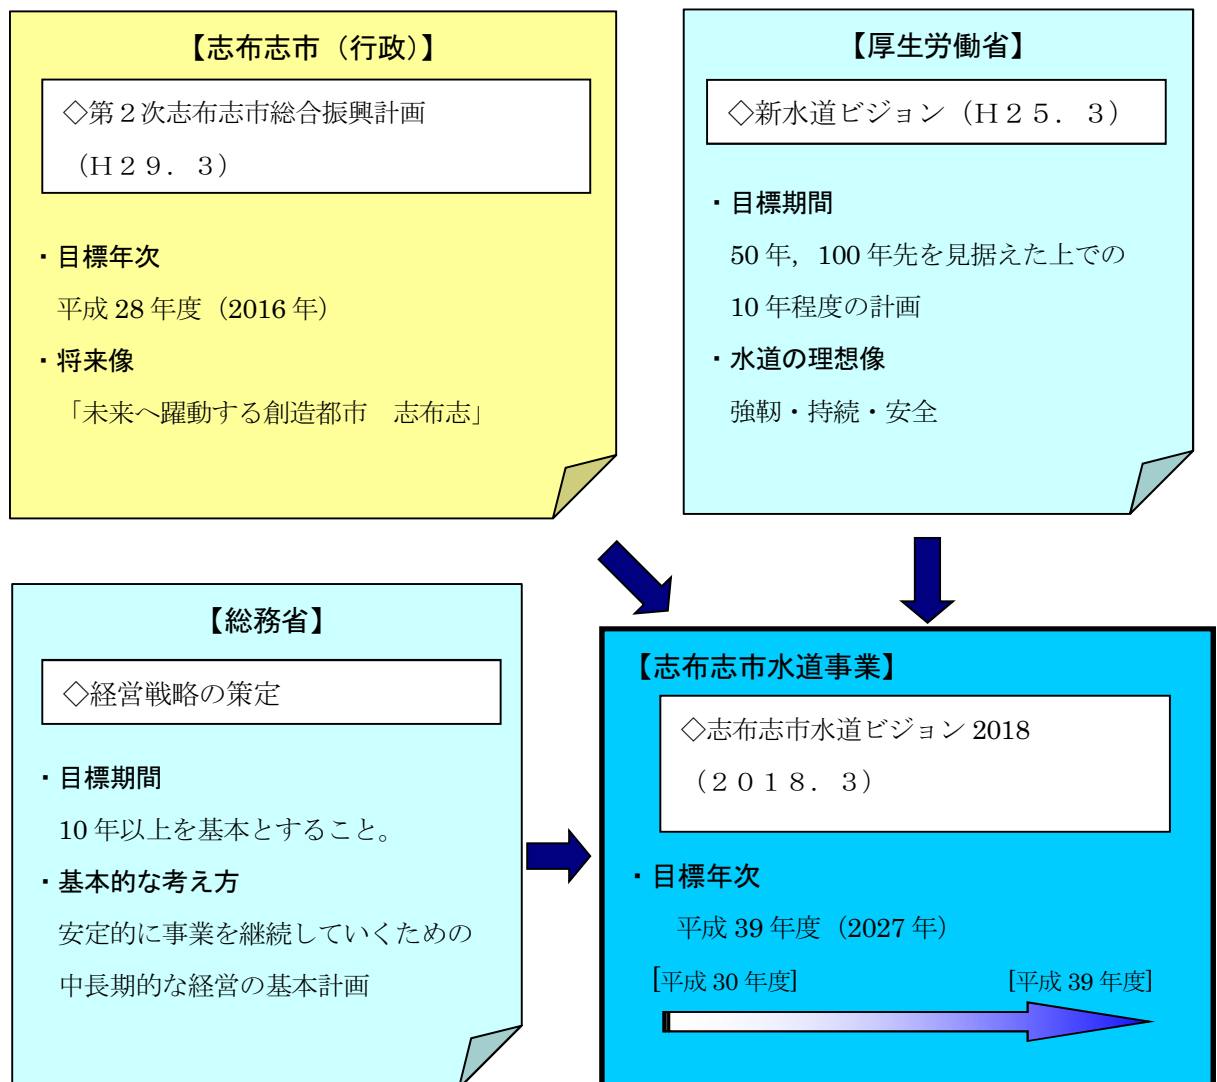 【志布志市（行政）】
◇第２次志布志市総合振興計画
（Ｈ２９．３）
・目標年次
平成 28 年度（2016 年）
・将来像
「未来へ躍動する創造都市　志布志」
【厚生労働省】
◇新水道ビジョン（Ｈ２５．３）
・目標期間
50 年，100 年先を見据えた上での
10 年程度の計画
・水道の理想像
強靭・持続・安全
【総務省】
◇経営戦略の策定
・目標期間
10 年以上を基本とすること。
・基本的な考え方
安定的に事業を継続していくための
中長期的な経営の基本計画
【志布志市水道事業】
◇志布志市水道ビジョン 2018
（２０１８．３）
・目標年次
平成 39 年度（2027 年）
[平成 30 年度]
[平成 39 年度]